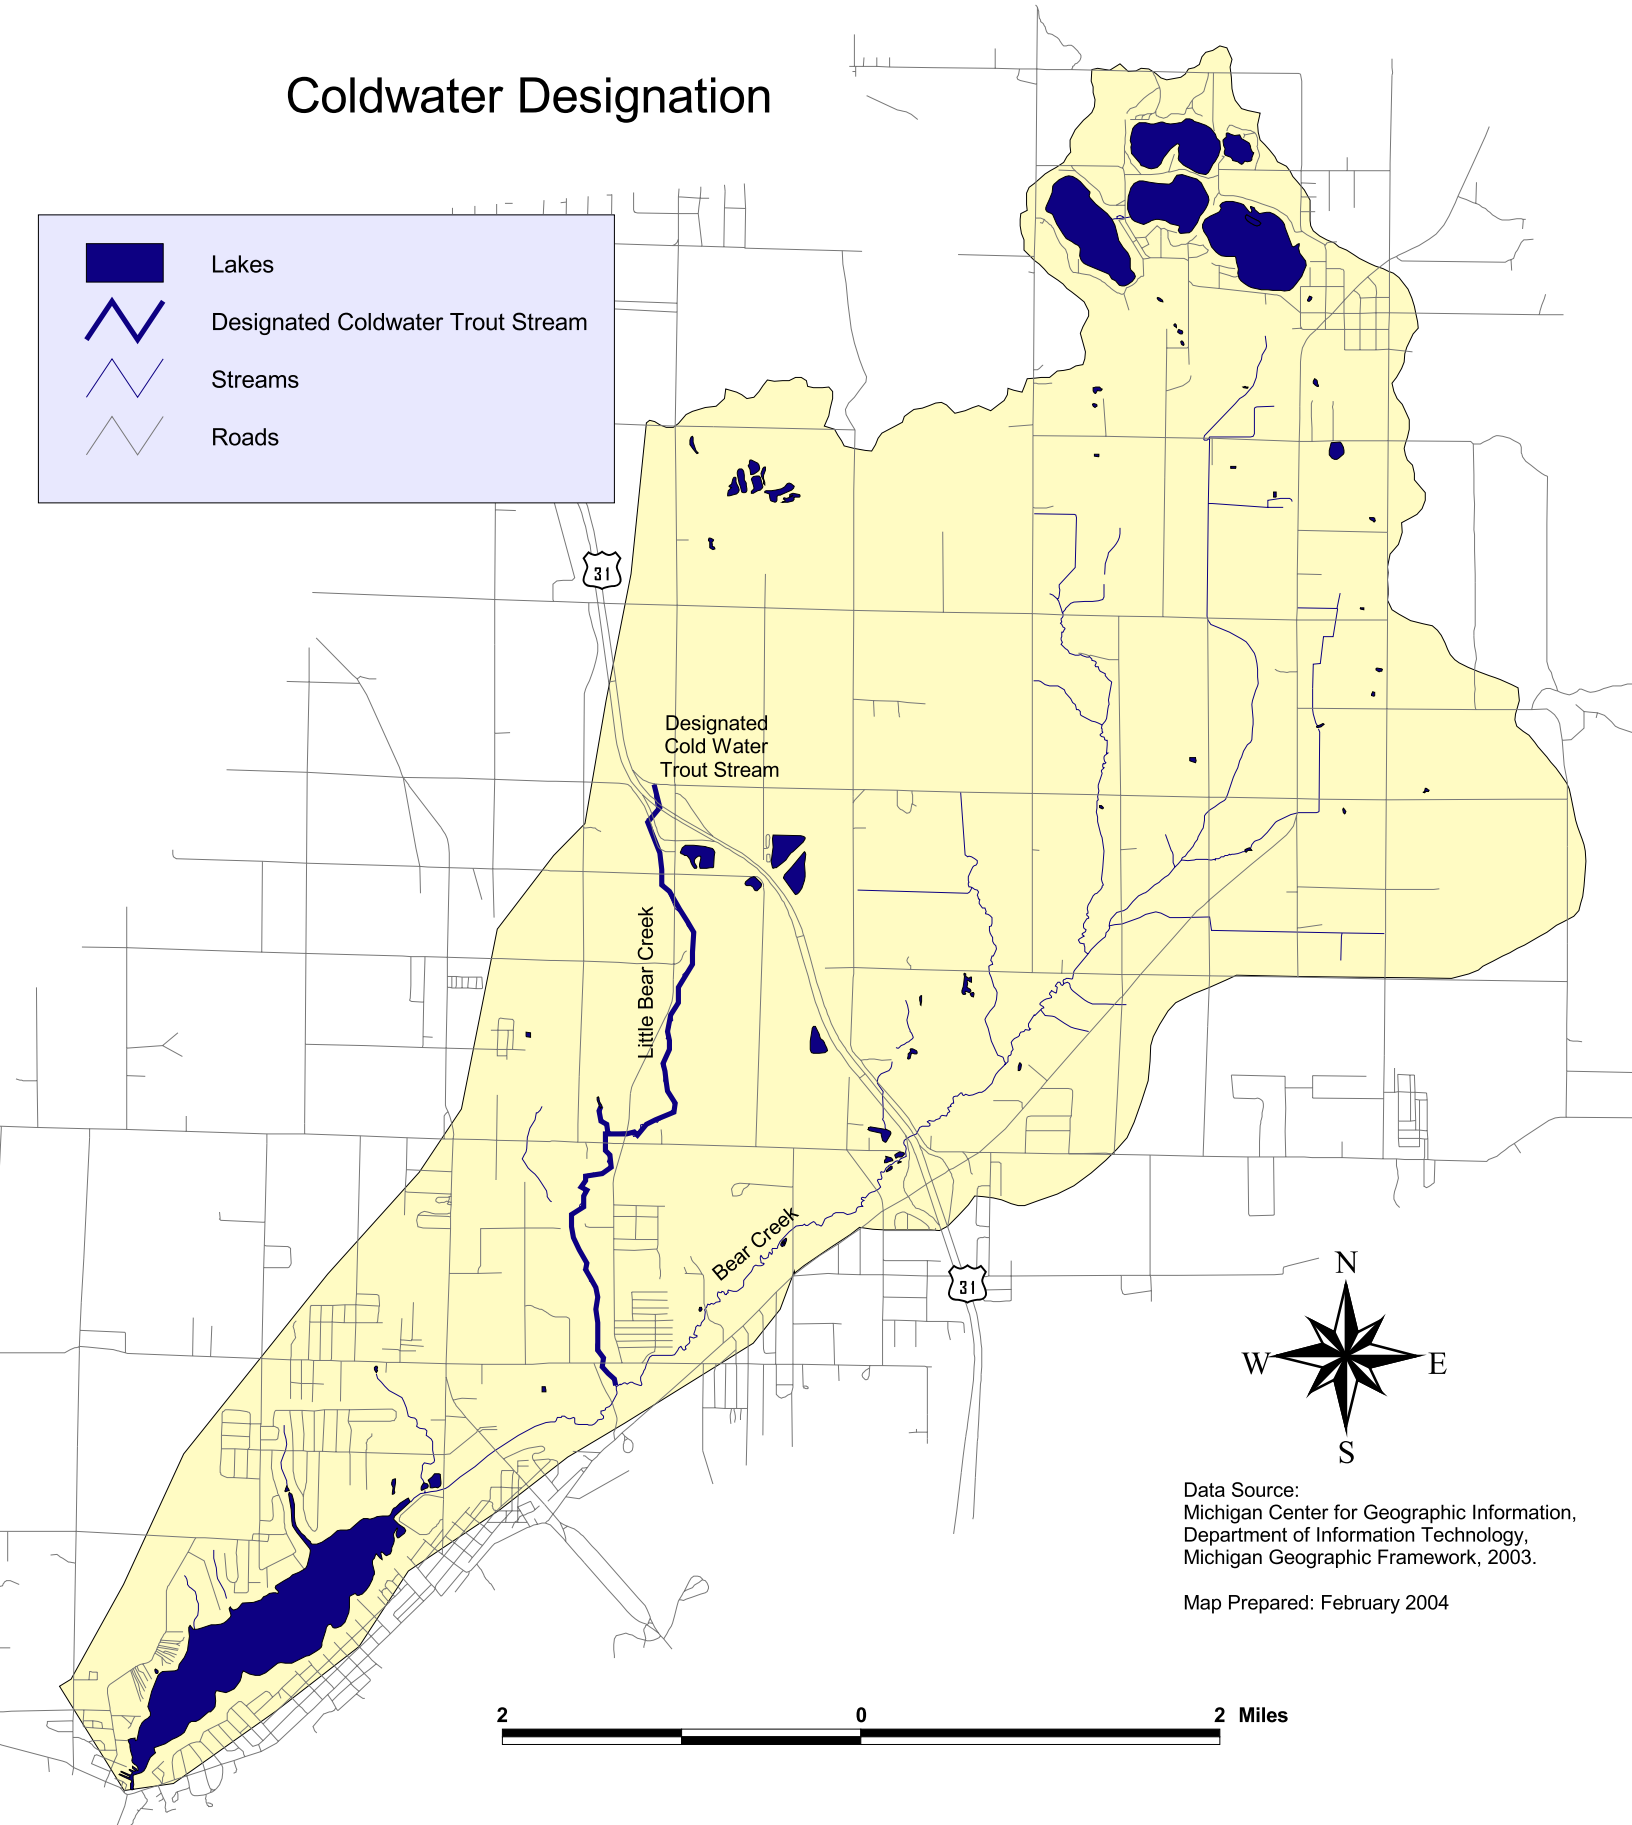 Coldwater Designation
Lakes
Designated Coldwater Trout Stream
Streams
Roads
31
Designated
Cold Water
Trout Stream
Little Bear Creek
Bear Creek
31
N
W
E
S
Data Source:
Michigan Center for Geographic Information,
Department of Information Technology,
Michigan Geographic Framework, 2003.
Map Prepared: February 2004
2 0 2 Miles